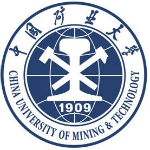 中国矿业大学
1909
CHINA UNIVERSITY OF MINING & TECHNOLOGY